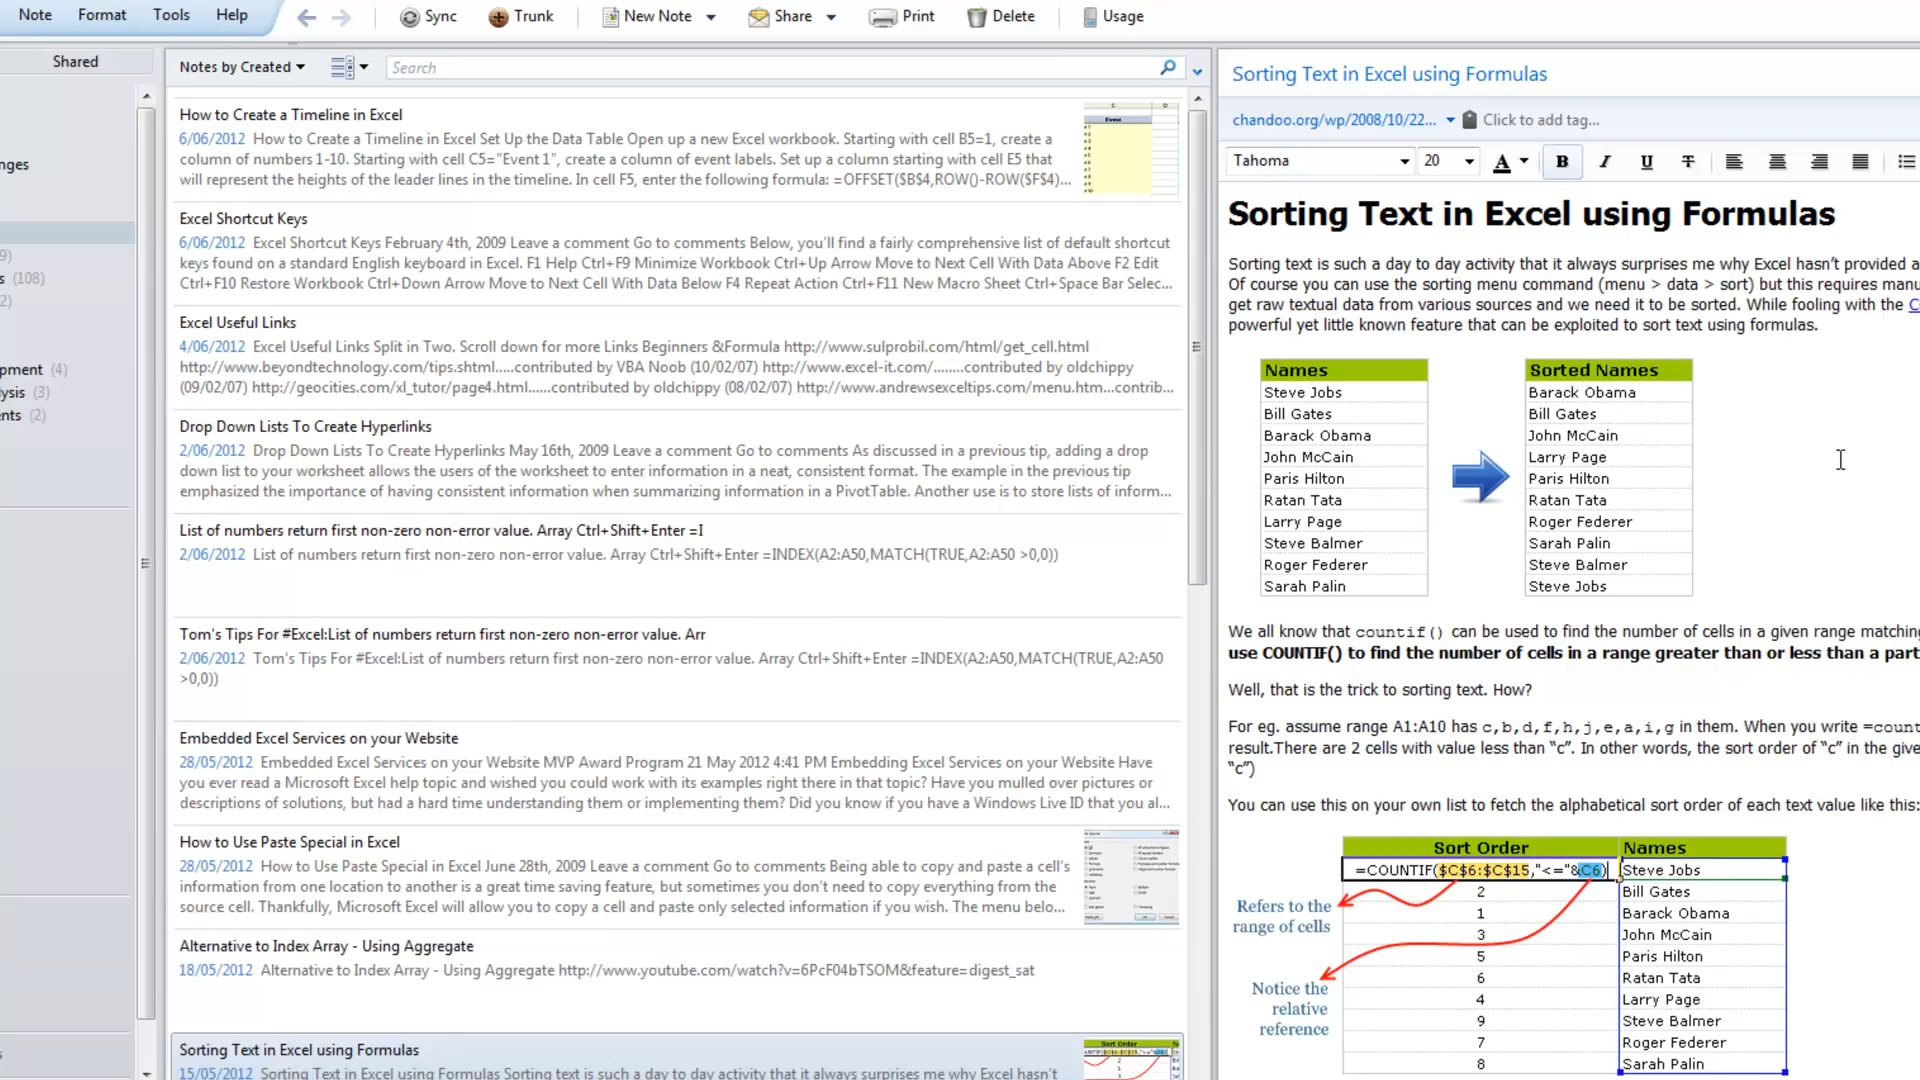 Note Format Tools Help Sync Trunk New Note Share Print Delete Usage
Shared
nges
9)
s (108)
2)
pment (4)
ysis (3)
ents (2)
Notes by Created
Search
How to Create a Timeline in Excel
6/06/2012 How to Create a Timeline in Excel Set Up the Data Table Open up a new Excel workbook. Starting with cell B5=1, create a
column of numbers 1-10. Starting with cell C5="Event 1", create a column of event labels. Set up a column starting with cell E5 that
will represent the heights of the leader lines in the timeline. In cell F5, enter the following formula: =OFFSET($B$4,ROW()-ROW($F$4)...
Excel Shortcut Keys
6/06/2012 Excel Shortcut Keys February 4th, 2009 Leave a comment Go to comments Below, you'll find a fairly comprehensive list of default shortcut
keys found on a standard English keyboard in Excel. F1 Help Ctrl+F9 Minimize Workbook Ctrl+Up Arrow Move to Next Cell With Data Above F2 Edit
Ctrl+F10 Restore Workbook Ctrl+Down Arrow Move to Next Cell With Data Below F4 Repeat Action Ctrl+F11 New Macro Sheet Ctrl+Space Bar Selec...
Excel Useful Links
4/06/2012 Excel Useful Links Split in Two. Scroll down for more Links Beginners &Formula http://www.sulprobil.com/html/get_cell.html
http://www.beyondtechnology.com/tips.shtml.....contributed by VBA Noob (10/02/07) http://www.excel-it.com/........contributed by oldchippy
(09/02/07) http://geocities.com/xl_tutor/page4.html......contributed by oldchippy (08/02/07) http://www.andrewsexceltips.com/menu.htm...contrib...
Drop Down Lists To Create Hyperlinks
2/06/2012 Drop Down Lists To Create Hyperlinks May 16th, 2009 Leave a comment Go to comments As discussed in a previous tip, adding a drop
down list to your worksheet allows the users of the worksheet to enter information in a neat, consistent format. The example in the previous tip
emphasized the importance of having consistent information when summarizing information in a PivotTable. Another use is to store lists of inform...
List of numbers return first non-zero non-error value. Array Ctrl+Shift+Enter =I
2/06/2012 List of numbers return first non-zero non-error value. Array Ctrl+Shift+Enter =INDEX(A2:A50,MATCH(TRUE,A2:A50 >0,0))
Tom's Tips For #Excel:List of numbers return first non-zero non-error value. Arr
2/06/2012 Tom's Tips For #Excel:List of numbers return first non-zero non-error value. Array Ctrl+Shift+Enter =INDEX(A2:A50,MATCH(TRUE,A2:A50
>0,0))
Embedded Excel Services on your Website
28/05/2012 Embedded Excel Services on your Website MVP Award Program 21 May 2012 4:41 PM Embedding Excel Services on your Website Have
you ever read a Microsoft Excel help topic and wished you could work with its examples right there in that topic? Have you mulled over pictures or
descriptions of solutions, but had a hard time understanding them or implementing them? Did you know if you have a Windows Live ID that you al...
How to Use Paste Special in Excel
28/05/2012 How to Use Paste Special in Excel June 28th, 2009 Leave a comment Go to comments Being able to copy and paste a cell's
information from one location to another is a great time saving feature, but sometimes you don't need to copy everything from the
source cell. Thankfully, Microsoft Excel will allow you to copy a cell and paste only selected information if you wish. The menu belo...
Alternative to Index Array - Using Aggregate
18/05/2012 Alternative to Index Array - Using Aggregate http://www.youtube.com/watch?v=6PcF04bTSOM&feature=digest_sat
Sorting Text in Excel using Formulas
15/05/2012 Sorting Text in Excel using Formulas Sorting text is such a day to day activity that it always surprises me why Excel hasn't
Sorting Text in Excel using Formulas
chandoo.org/wp/2008/10/22... Click to add tag...
Tahoma 20 A B I U T
Sorting Text in Excel using Formulas
Sorting text is such a day to day activity that it always surprises me why Excel hasn't provided a
Of course you can use the sorting menu command (menu > data > sort) but this requires manu
get raw textual data from various sources and we need it to be sorted. While fooling with the C
powerful yet little known feature that can be exploited to sort text using formulas.
Names Sorted Names
Steve Jobs Barack Obama
Bill Gates Bill Gates
Barack Obama John McCain
John McCain Larry Page
Paris Hilton Paris Hilton
Ratan Tata Ratan Tata
Larry Page Roger Federer
Steve Balmer Sarah Palin
Roger Federer Steve Balmer
Sarah Palin Steve Jobs
We all know that countif() can be used to find the number of cells in a given range matching
use COUNTIF() to find the number of cells in a range greater than or less than a part
Well, that is the trick to sorting text. How?
For eg. assume range A1:A10 has c,b,d,f,h,j,e,a,i,g in them. When you write =count
result.There are 2 cells with value less than "c". In other words, the sort order of "c" in the give
"c")
You can use this on your own list to fetch the alphabetical sort order of each text value like this:
Sort Order Names
=COUNTIF($C$6:$C$15,"<="&C6) Steve Jobs
2 Bill Gates
1 Barack Obama
3 John McCain
5 Paris Hilton
6 Ratan Tata
4 Larry Page
9 Steve Balmer
7 Roger Federer
8 Sarah Palin
Refers to the
range of cells
Notice the
relative
reference